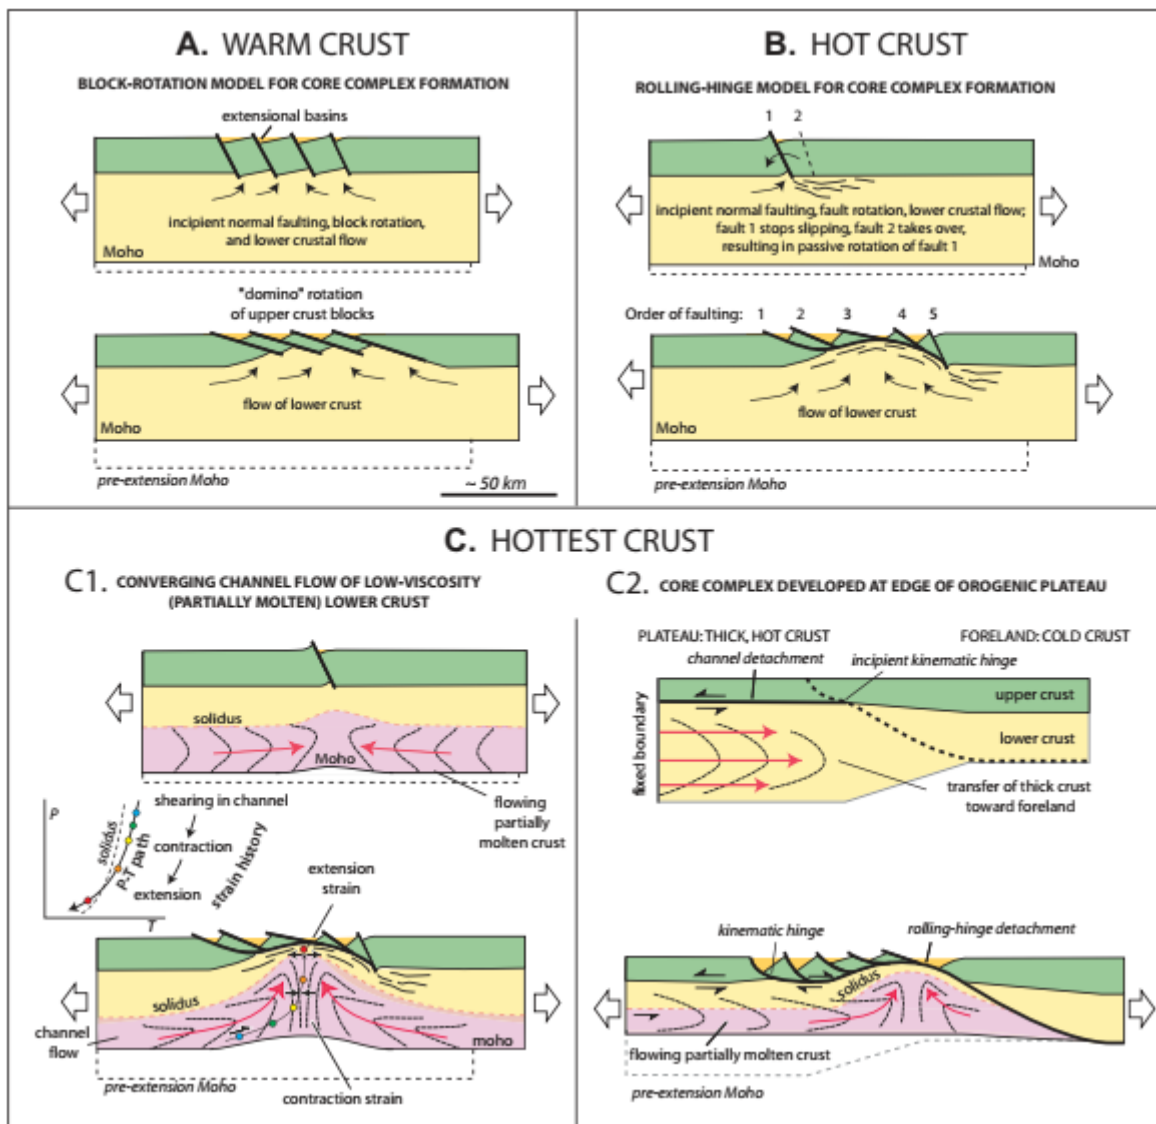 A. WARM CRUST
BLOCK-ROTATION MODEL FOR CORE COMPLEX FORMATION
extensional basins
incipient normal faulting, block rotation,
and lower crustal flow
Moho
"domino" rotation
of upper crust blocks
flow of lower crust
Moho
pre-extension Moho
~ 50 km
B. HOT CRUST
ROLLING-HINGE MODEL FOR CORE COMPLEX FORMATION
1 2
incipient normal faulting, fault rotation, lower crustal flow;
fault 1 stops slipping, fault 2 takes over,
resulting in passive rotation of fault 1
Moho
Order of faulting: 1 2 3 4 5
flow of lower crust
Moho
pre-extension Moho
C. HOTTEST CRUST
C1. CONVERGING CHANNEL FLOW OF LOW-VISCOSITY
(PARTIALLY MOLTEN) LOWER CRUST
solidus
Moho
flowing
partially
molten crust
P
solidus
P-T path
T
shearing in channel
contraction
extension
strain history
extension
strain
solidus
channel
flow
moho
pre-extension Moho
contraction strain
C2. CORE COMPLEX DEVELOPED AT EDGE OF OROGENIC PLATEAU
PLATEAU: THICK, HOT CRUST
FORELAND: COLD CRUST
channel detachment
incipient kinematic hinge
fixed boundary
upper crust
lower crust
transfer of thick crust
toward foreland
kinematic hinge
rolling-hinge detachment
solidus
flowing partially molten crust
pre-extension Moho